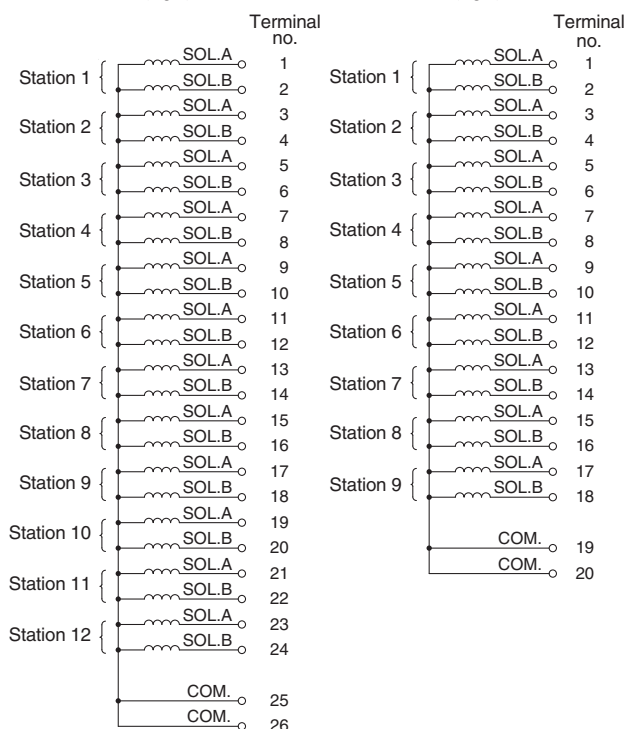 Terminal
no.
Station 1
SOL.A 1
SOL.B 2
Station 2
SOL.A 3
SOL.B 4
Station 3
SOL.A 5
SOL.B 6
Station 4
SOL.A 7
SOL.B 8
Station 5
SOL.A 9
SOL.B 10
Station 6
SOL.A 11
SOL.B 12
Station 7
SOL.A 13
SOL.B 14
Station 8
SOL.A 15
SOL.B 16
Station 9
SOL.A 17
SOL.B 18
Station 10
SOL.A 19
SOL.B 20
Station 11
SOL.A 21
SOL.B 22
Station 12
SOL.A 23
SOL.B 24
COM. 25
COM. 26
Terminal
no.
Station 1
SOL.A 1
SOL.B 2
Station 2
SOL.A 3
SOL.B 4
Station 3
SOL.A 5
SOL.B 6
Station 4
SOL.A 7
SOL.B 8
Station 5
SOL.A 9
SOL.B 10
Station 6
SOL.A 11
SOL.B 12
Station 7
SOL.A 13
SOL.B 14
Station 8
SOL.A 15
SOL.B 16
Station 9
SOL.A 17
SOL.B 18
COM. 19
COM. 20